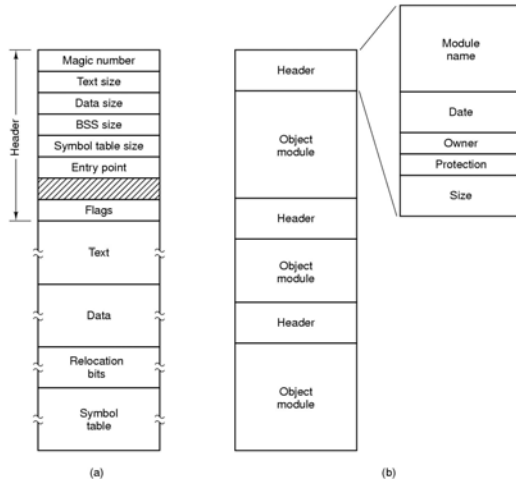 Header
Magic number
Text size
Data size
BSS size
Symbol table size
Entry point
Flags
Text
Data
Relocation
bits
Symbol
table
(a)
Header
Object
module
Header
Object
module
Header
Object
module
(b)
Module
name
Date
Owner
Protection
Size